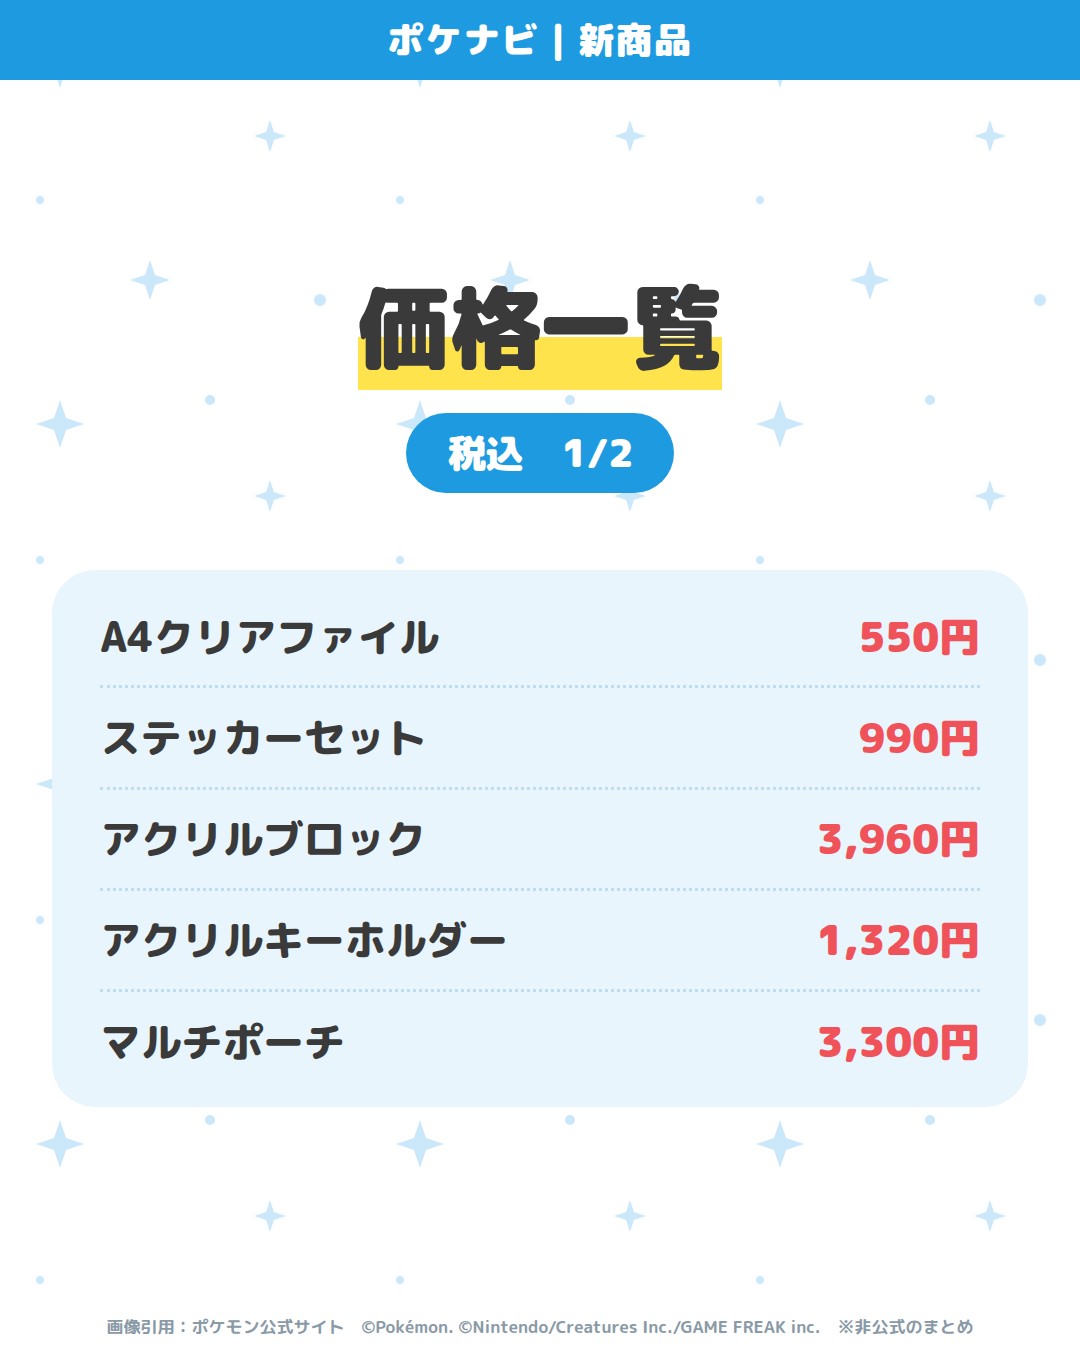 ポケナビ | 新商品
価格一覧
税込　1/2
A4クリアファイル　550円
ステッカーセット　990円
アクリルブロック　3,960円
アクリルキーホルダー　1,320円
マルチポーチ　3,300円
画像引用：ポケモン公式サイト　©Pokémon. ©Nintendo/Creatures Inc./GAME FREAK inc.　※非公式のまとめ